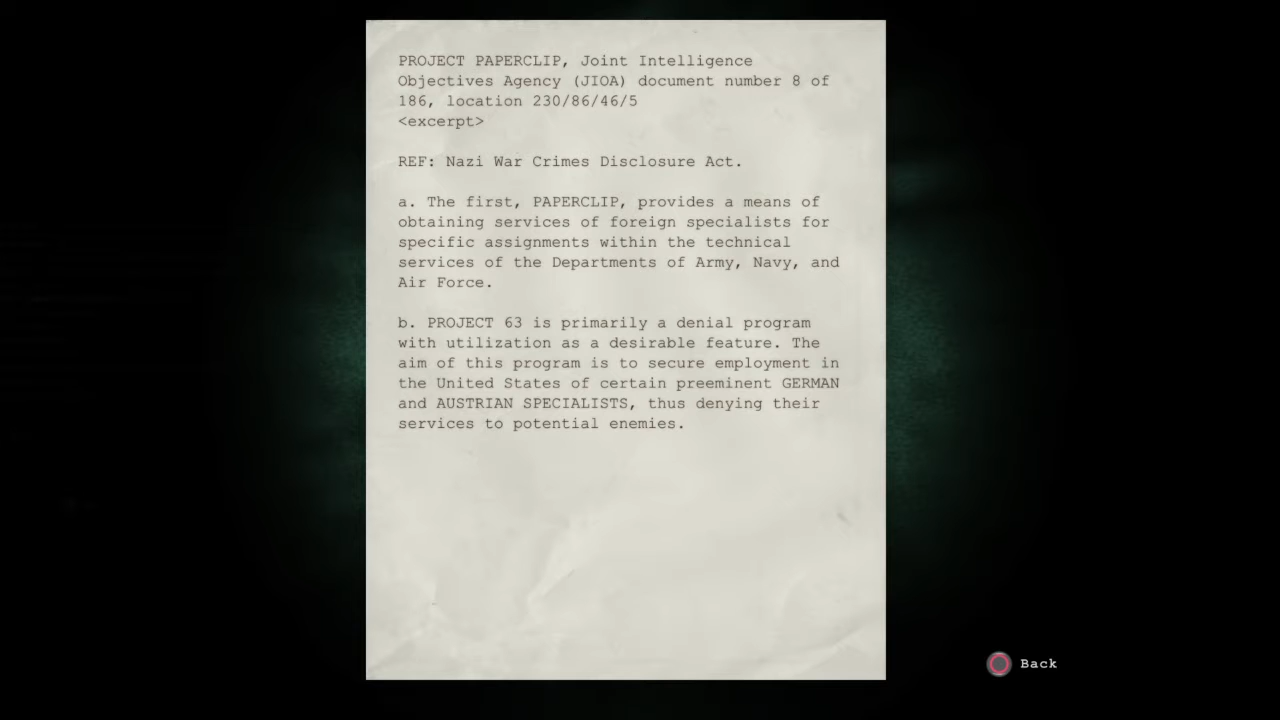 PROJECT PAPERCLIP, Joint Intelligence
Objectives Agency (JIOA) document number 8 of
186, location 230/86/46/5
<excerpt>
REF: Nazi War Crimes Disclosure Act.
a. The first, PAPERCLIP, provides a means of
obtaining services of foreign specialists for
specific assignments within the technical
services of the Departments of Army, Navy, and
Air Force.
b. PROJECT 63 is primarily a denial program
with utilization as a desirable feature. The
aim of this program is to secure employment in
the United States of certain preeminent GERMAN
and AUSTRIAN SPECIALISTS, thus denying their
services to potential enemies.
Back